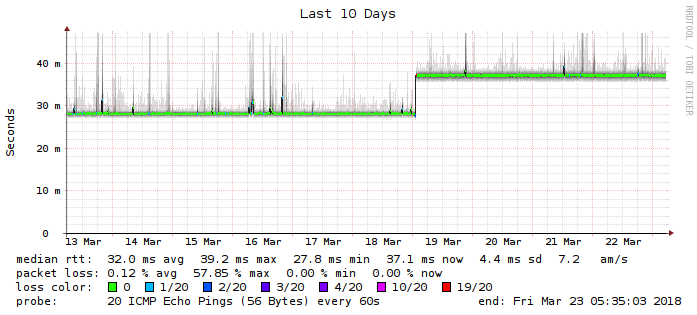 Last 10 Days
RRDTOOL / TOBI OETIKER
Seconds
40 m
30 m
20 m
10 m
0
13 Mar 14 Mar 15 Mar 16 Mar 17 Mar 18 Mar 19 Mar 20 Mar 21 Mar 22 Mar
median rtt: 32.0 ms avg 39.2 ms max 27.8 ms min 37.1 ms now 4.4 ms sd 7.2 am/s
packet loss: 0.12 % avg 57.85 % max 0.00 % min 0.00 % now
loss color: 0 1/20 2/20 3/20 4/20 10/20 19/20
probe: 20 ICMP Echo Pings (56 Bytes) every 60s end: Fri Mar 23 05:35:03 2018